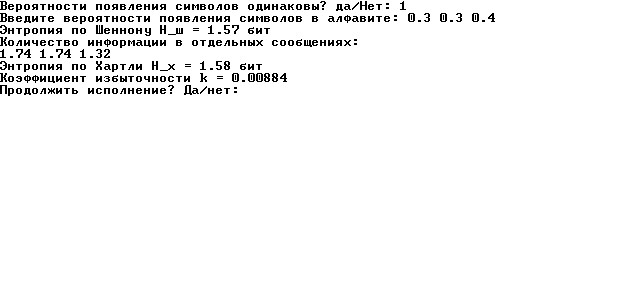 Вероятности появления символов одинаковы? да/Нет: 1
Введите вероятности появления символов в алфавите: 0.3 0.3 0.4
Энтропия по Шеннону Н_ш = 1.57 бит
Количество информации в отдельных сообщениях:
1.74 1.74 1.32
Энтропия по Хартли Н_х = 1.58 бит
Коэффициент избыточности k = 0.00884
Продолжить исполнение? Да/нет: